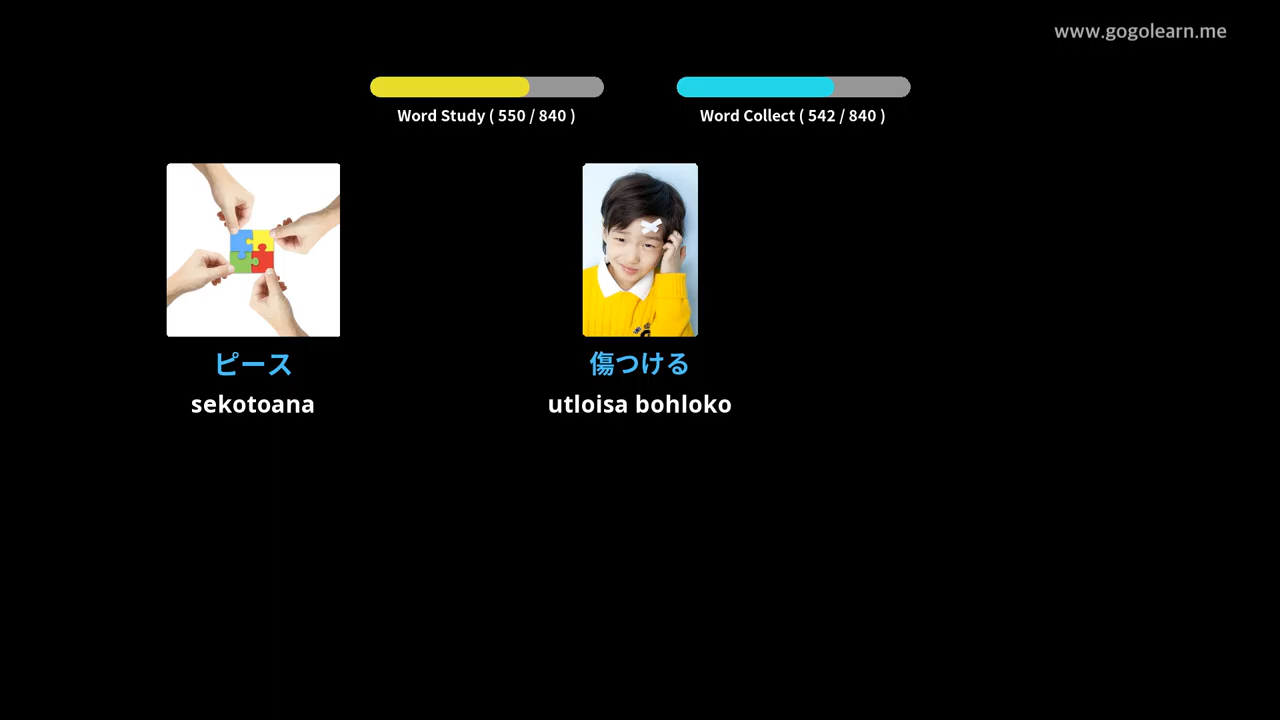 www.gogolearn.me
Word Study ( 550 / 840 )
Word Collect ( 542 / 840 )
ピース
sekotoana
傷つける
utloisa bohloko